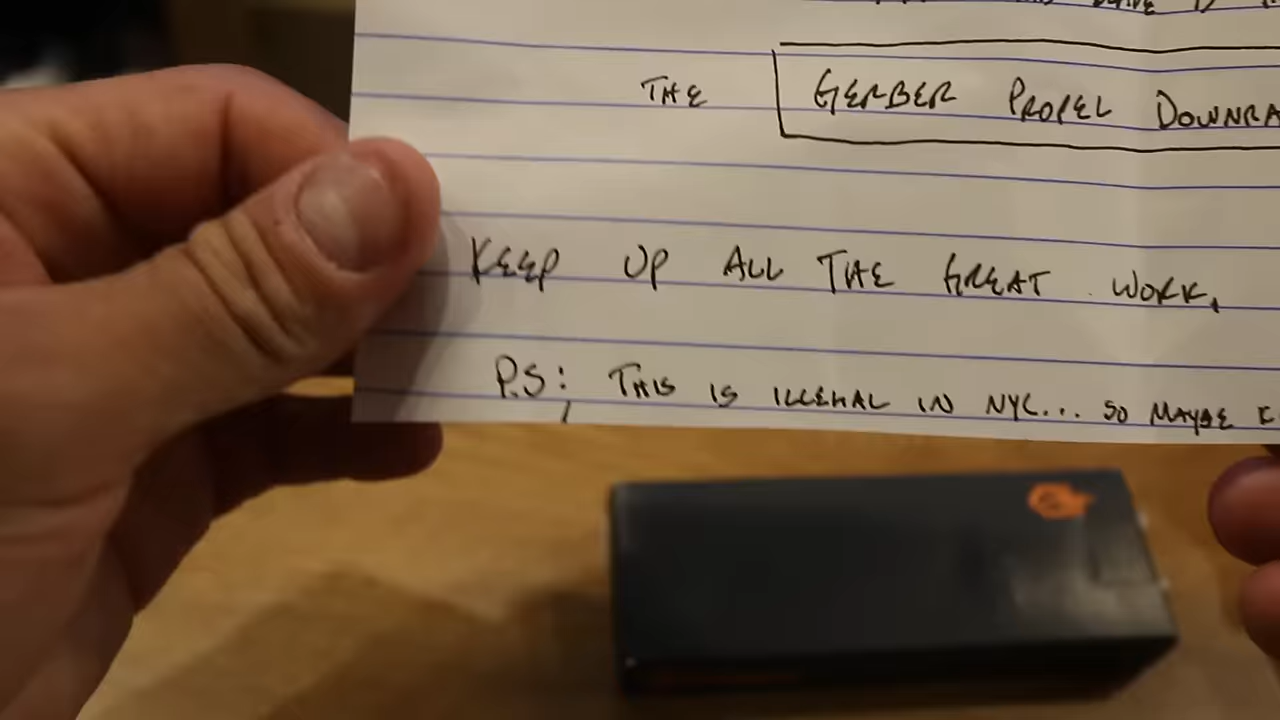 THE GERBER PROPEL DOWNRA
KEEP UP ALL THE GREAT WORK,
P.S: THIS IS ILLEGAL IN NYC... SO MAYBE K